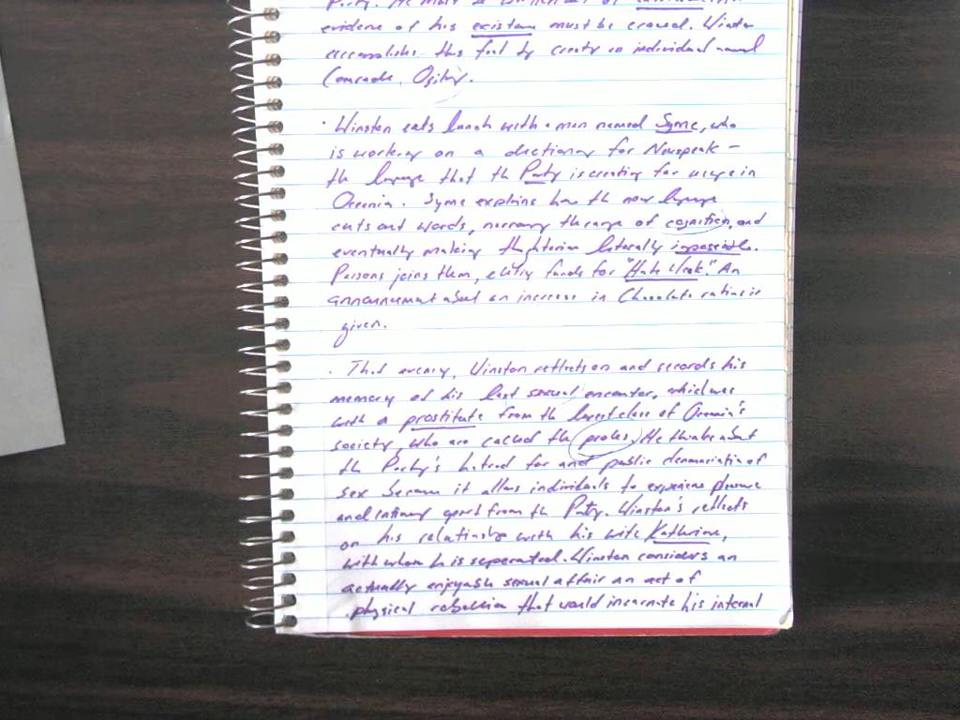 Party. He must be
evidence of his existence must be erased. Winston
accomplishes this feat by creating an individual named
Comrade Ogilvy.
· Winston eats lunch with a man named Syme, who
is working on a dictionary for Newspeak –
the language that the Party is creating for usage in
Oceania. Syme explains how the new language
cuts out words, narrowing the range of cognition, and
eventually making literally impossible.
Parsons joins them, funds for "Hate Week". An
announcement about an increase in Chocolate rations is
given.
· That evening, Winston reflects on and records his
memory of his last sexual encounter, which was
with a prostitute from the lowest class of Oceania's
society, who are called the proles. He thinks about
the Party's hatred for and public denunciation of
sex because it allows individuals to experience pleasure
and intimacy apart from the Party. Winston's reflects
on his relationship with his wife Katherine,
with whom he is seperated. Winston considers an
actually enjoyable sexual affair an act of
physical rebellion that would incarnate his internal